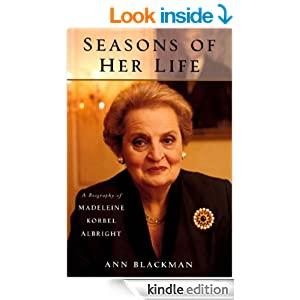 Look inside
SEASONS OF
HER LIFE
A Biography of
MADELEINE
KORBEL
ALBRIGHT
ANN BLACKMAN
kindle edition